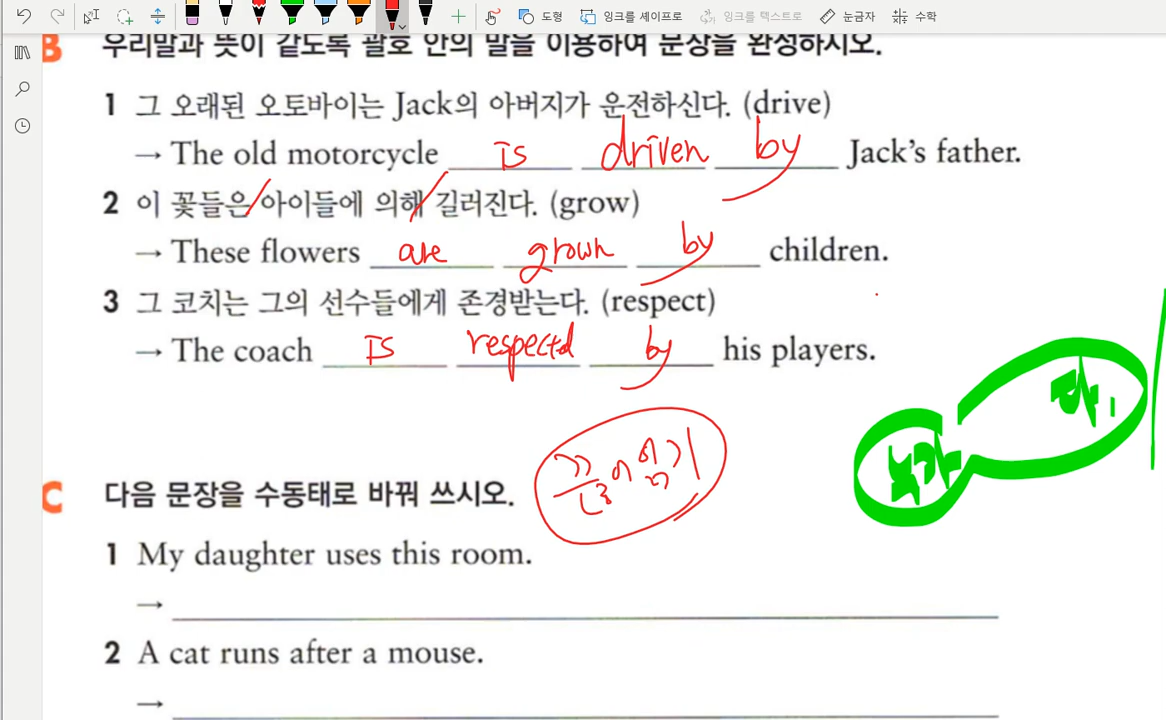 도형 잉크를 셰이프로 잉크를 텍스트로 눈금자 수학
B 우리말과 뜻이 같도록 괄호 안의 말을 이용하여 문장을 완성하시오.
1 그 오래된 오토바이는 Jack의 아버지가 운전하신다. (drive)
→ The old motorcycle is driven by Jack's father.
2 이 꽃들은/아이들에 의해/길러진다. (grow)
→ These flowers are grown by children.
3 그 코치는 그의 선수들에게 존경받는다. (respect)
→ The coach is respected by his players.
C 다음 문장을 수동태로 바꿔 쓰시오.
1 My daughter uses this room.
→
2 A cat runs after a mouse.
→